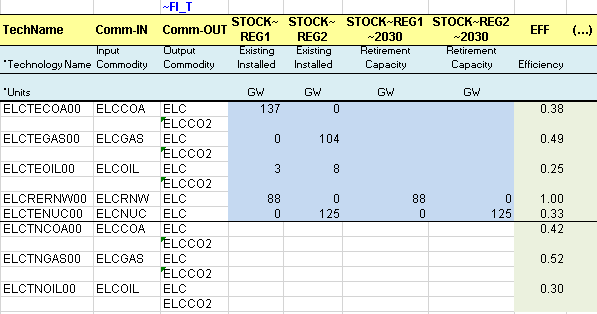 ~FI_T
TechName Comm-IN Comm-OUT STOCK~REG1 STOCK~REG2 STOCK~REG1~2030 STOCK~REG2~2030 EFF (...)
*Technology Name Input Commodity Output Commodity Existing Installed Existing Installed Retirement Capacity Retirement Capacity Efficiency
*Units GW GW GW GW
ELCTECOA00 ELCCOA ELC 137 0 0.38
ELCCO2
ELCTEGAS00 ELCGAS ELC 0 104 0.49
ELCCO2
ELCTEOIL00 ELCOIL ELC 3 8 0.25
ELCCO2
ELCRERNW00 ELCRNW ELC 88 0 88 0 1.00
ELCTENUC00 ELCNUC ELC 0 125 0 125 0.33
ELCTNCOA00 ELCCOA ELC 0.42
ELCCO2
ELCTNGAS00 ELCGAS ELC 0.52
ELCCO2
ELCTNOIL00 ELCOIL ELC 0.30
ELCCO2